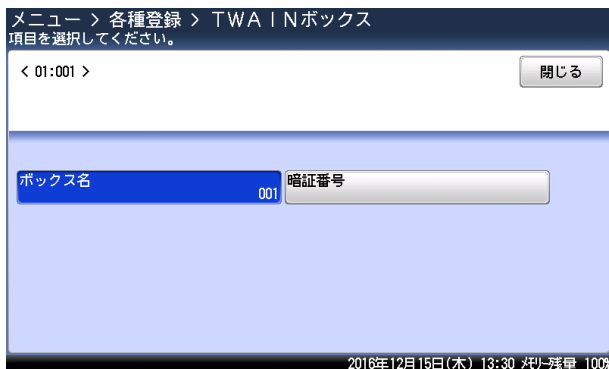 メニュー > 各種登録 > ＴＷＡＩＮボックス
項目を選択してください。
< 01:001 >
閉じる
ボックス名
001
暗証番号
2016年12月15日(木) 13:30 ﾒﾓﾘｰ残量 100%